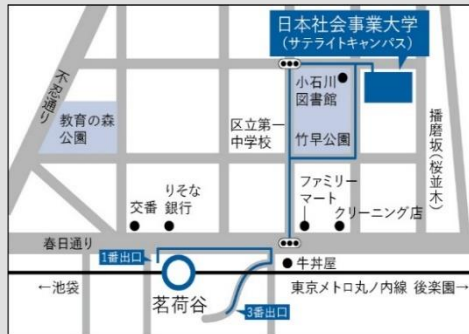 日本社会事業大学
(サテライトキャンパス)
不忍通り
小石川
図書館
教育の森
公園
区立第一
中学校
竹早公園
播磨坂(桜並木)
交番
りそな
銀行
ファミリー
マート
クリーニング店
春日通り
1番出口
牛丼屋
←池袋
茗荷谷
3番出口
東京メトロ丸ノ内線 後楽園→